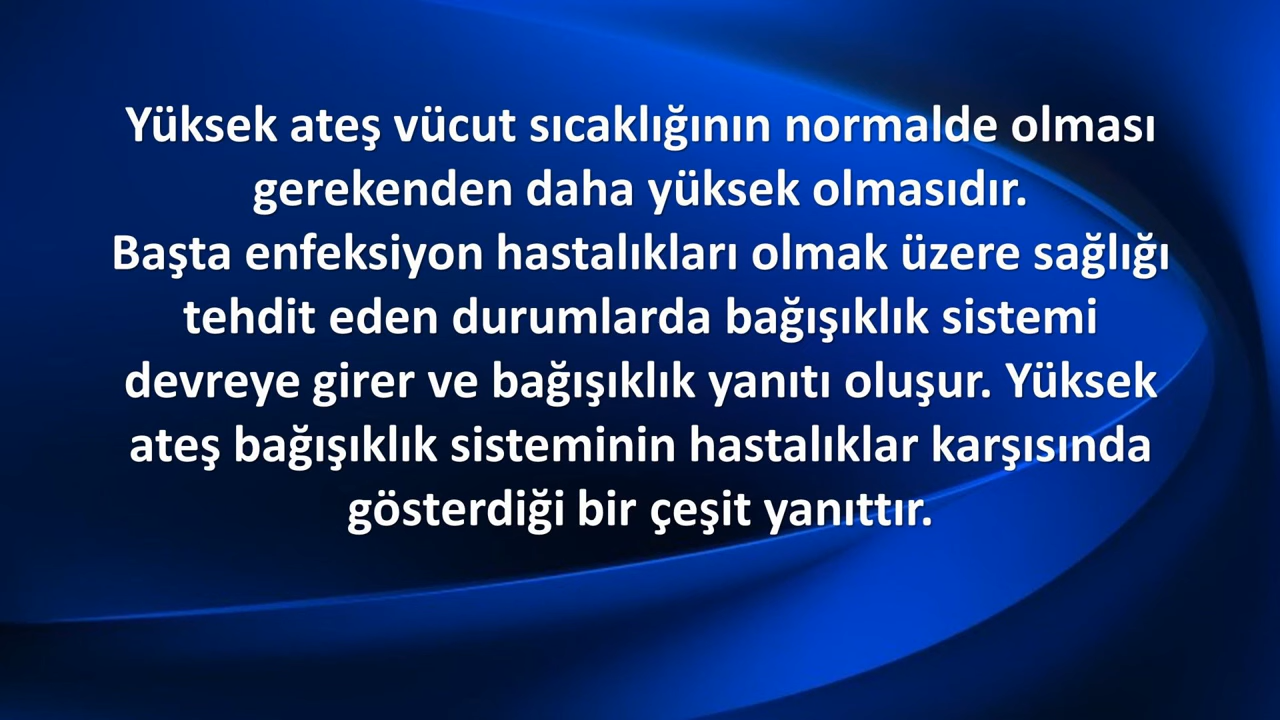 Yüksek ateş vücut sıcaklığının normalde olması
gerekenden daha yüksek olmasıdır.
Başta enfeksiyon hastalıkları olmak üzere sağlığı
tehdit eden durumlarda bağışıklık sistemi
devreye girer ve bağışıklık yanıtı oluşur. Yüksek
ateş bağışıklık sisteminin hastalıklar karşısında
gösterdiği bir çeşit yanıttır.